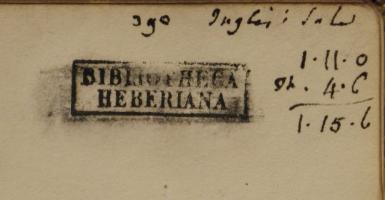 390 Inglis: Sale
1.11.0
4.6
1.15.6
BIBLIOTHECA
HEBERIANA